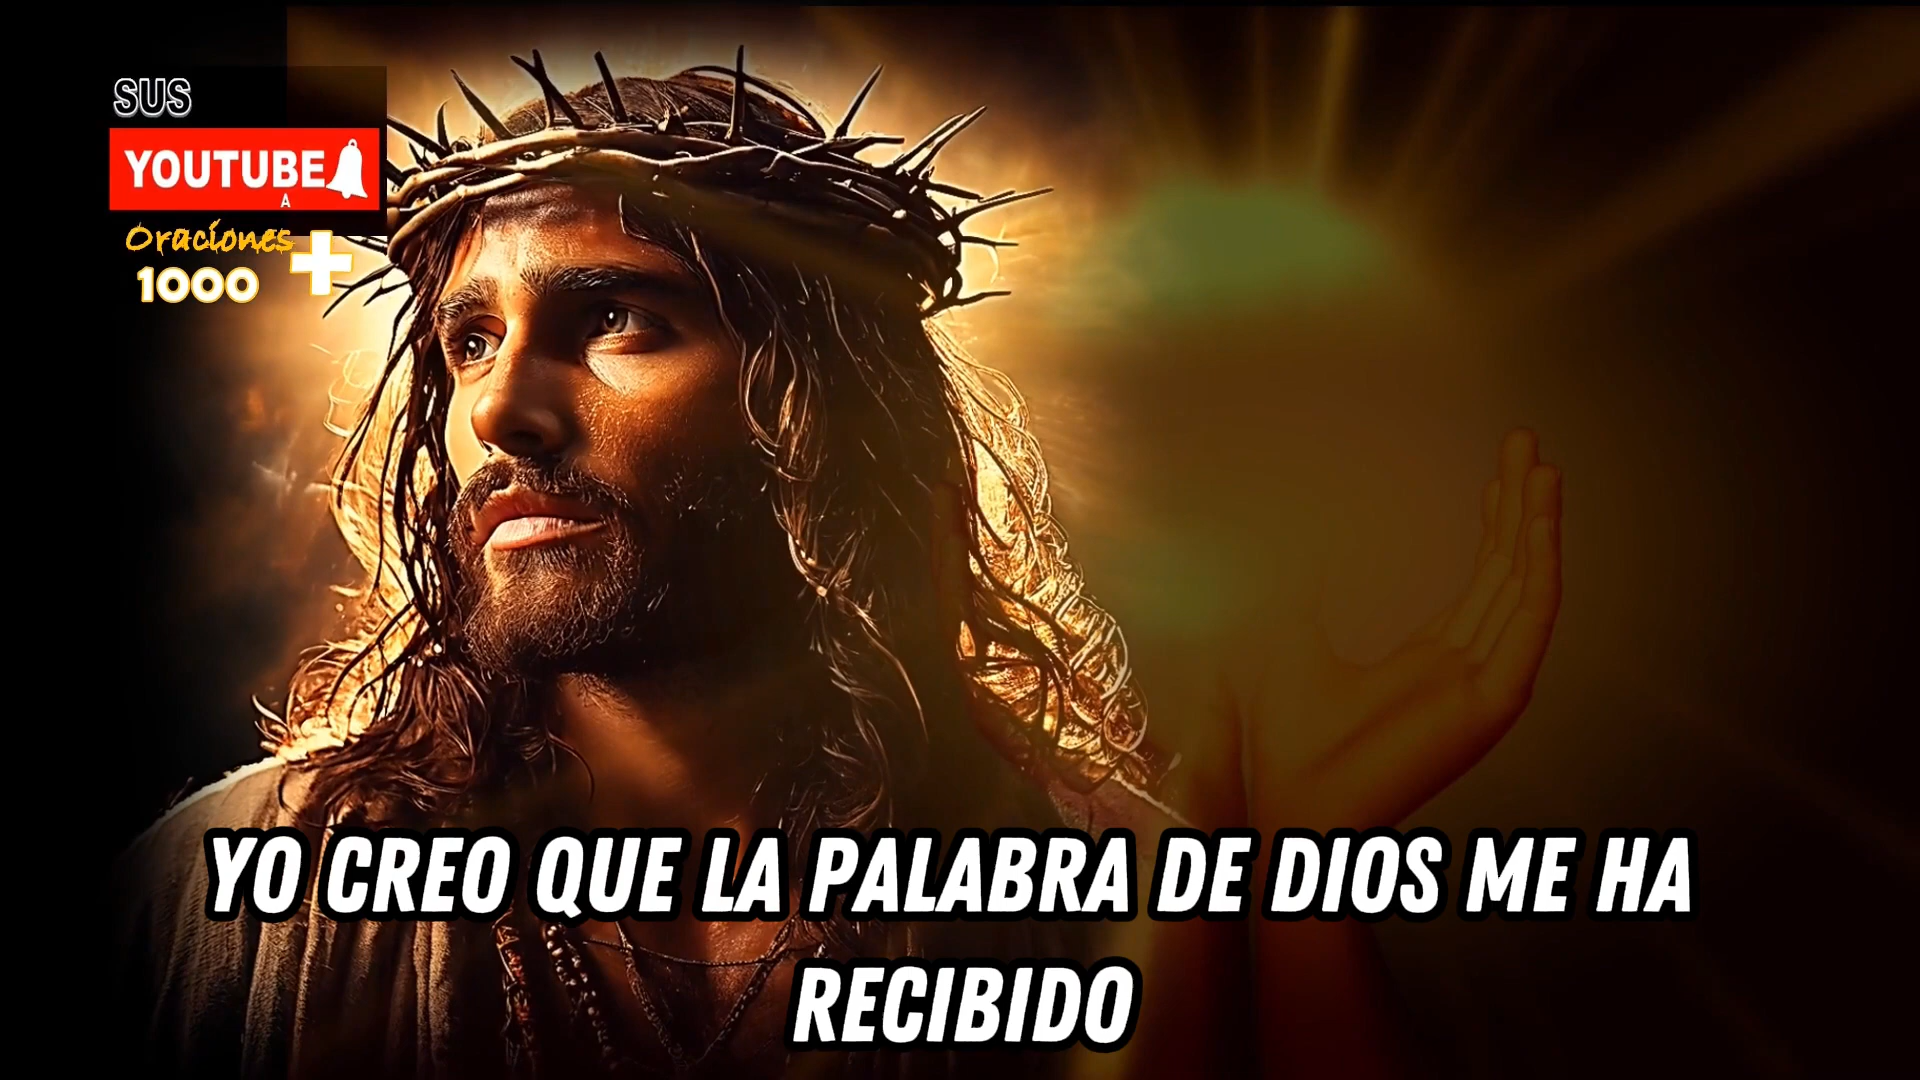 SUS
YOUTUBE
A
Oraciones
1000 +
YO CREO QUE LA PALABRA DE DIOS ME HA
RECIBIDO